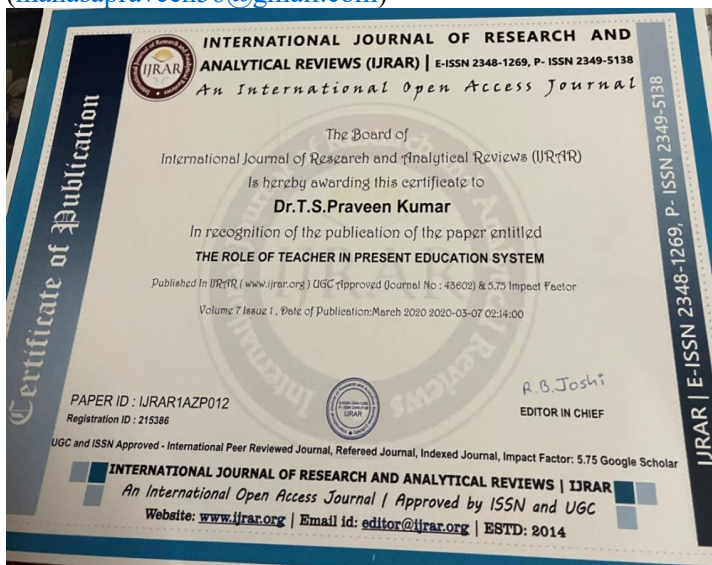 (manasapraveen36@gmail.com)
INTERNATIONAL JOURNAL OF RESEARCH AND
ANALYTICAL REVIEWS (IJRAR) | E-ISSN 2348-1269, P- ISSN 2349-5138
An International Open Access Journal
The Board of
International Journal of Research and Analytical Reviews (IJRAR)
Is hereby awarding this certificate to
Dr.T.S.Praveen Kumar
In recognition of the publication of the paper entitled
THE ROLE OF TEACHER IN PRESENT EDUCATION SYSTEM
Published In IJRAR ( www.ijrar.org ) UGC Approved (Journal No : 43602) & 5.75 Impact Factor
Volume 7 Issue 1 , Date of Publication:March 2020 2020-03-07 02:14:00
PAPER ID : IJRAR1AZP012
Registration ID : 215386
R.B.Joshi
EDITOR IN CHIEF
UGC and ISSN Approved - International Peer Reviewed Journal, Refereed Journal, Indexed Journal, Impact Factor: 5.75 Google Scholar
INTERNATIONAL JOURNAL OF RESEARCH AND ANALYTICAL REVIEWS | IJRAR
An International Open Access Journal | Approved by ISSN and UGC
Website: www.ijrar.org | Email id: editor@ijrar.org | ESTD: 2014
Certificate of Publication
IJRAR | E-ISSN 2348-1269, P- ISSN 2349-5138
IJRAR
IJRAR